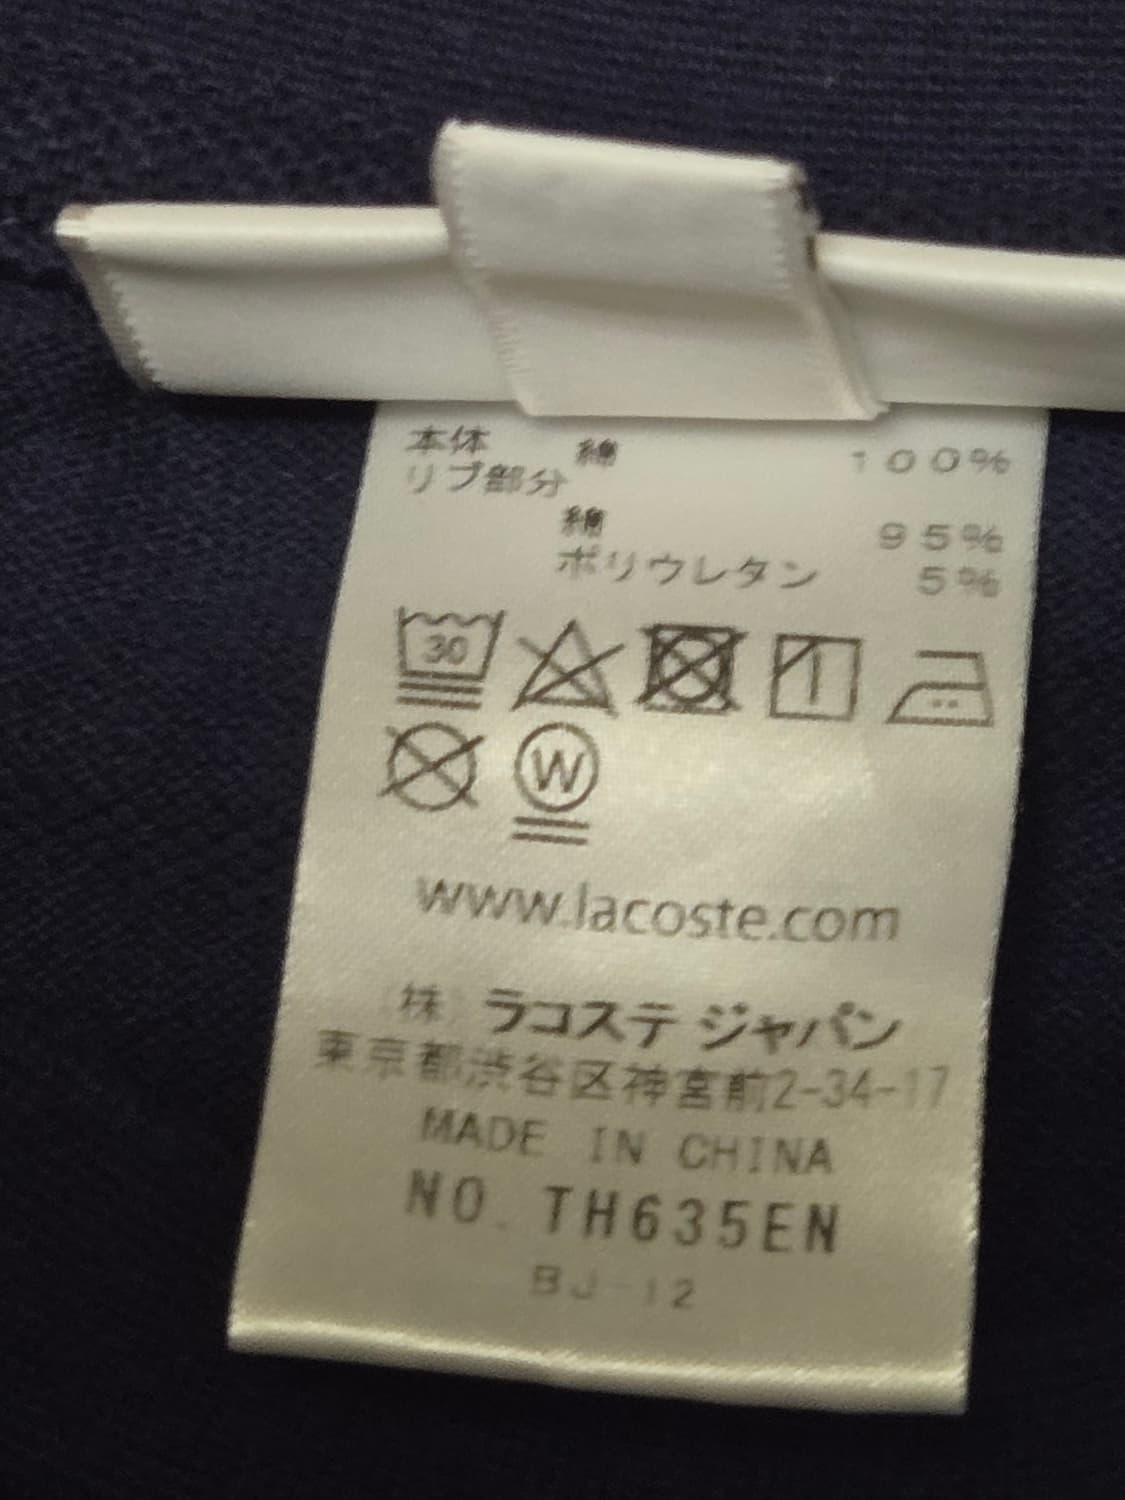 本体 綿 100%
リブ部分
綿 95%
ポリウレタン 5%
30
W
www.lacoste.com
(株) ラコステ ジャパン
東京都渋谷区神宮前2-34-17
MADE IN CHINA
NO. TH635EN
BJ-12